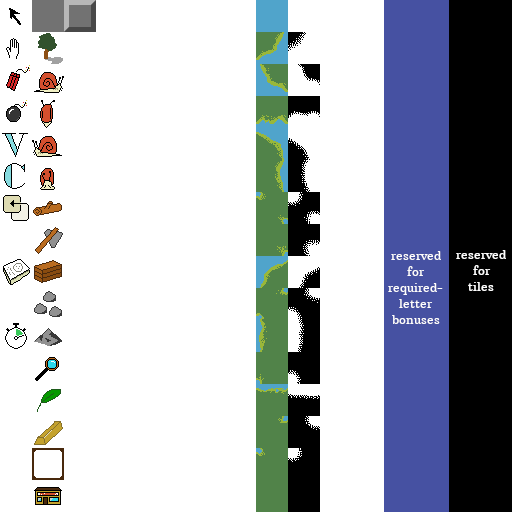 V
C
reserved
for
required-
letter
bonuses
reserved
for
tiles